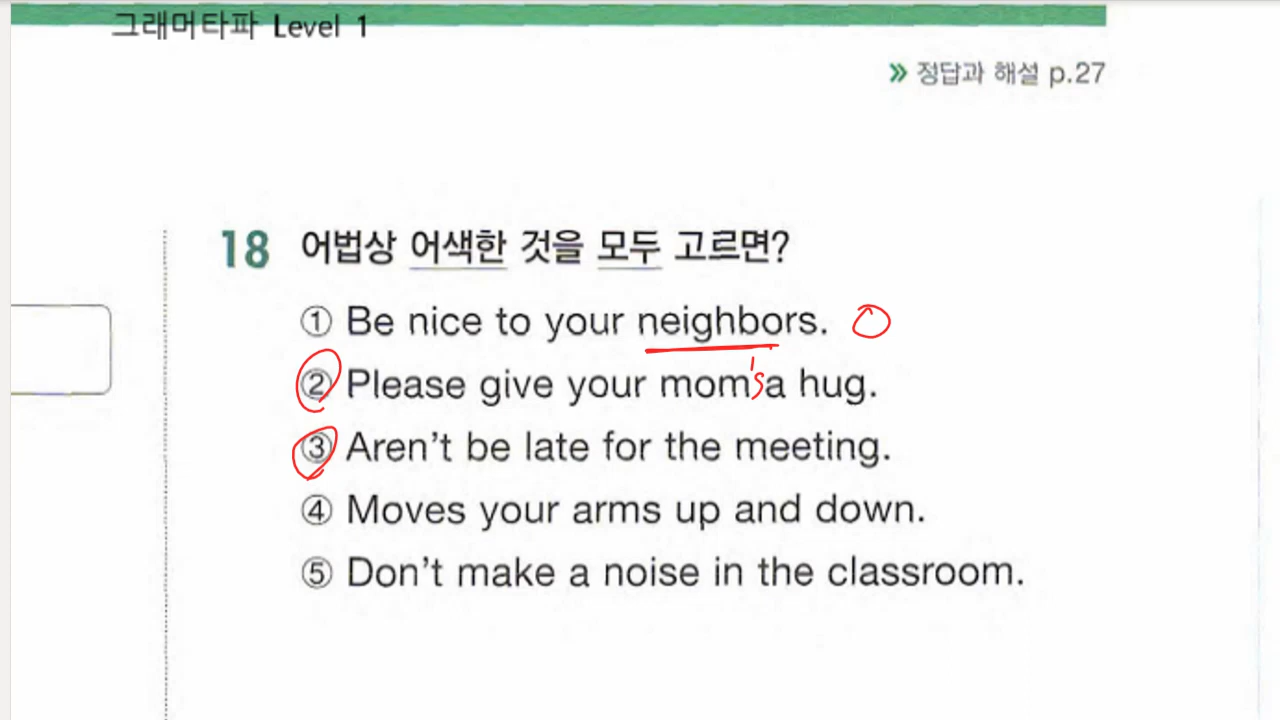 그래머타파 Level 1
» 정답과 해설 p.27
18 어법상 어색한 것을 모두 고르면?
① Be nice to your neighbors.
② Please give your mom's a hug.
③ Aren't be late for the meeting.
④ Moves your arms up and down.
⑤ Don't make a noise in the classroom.